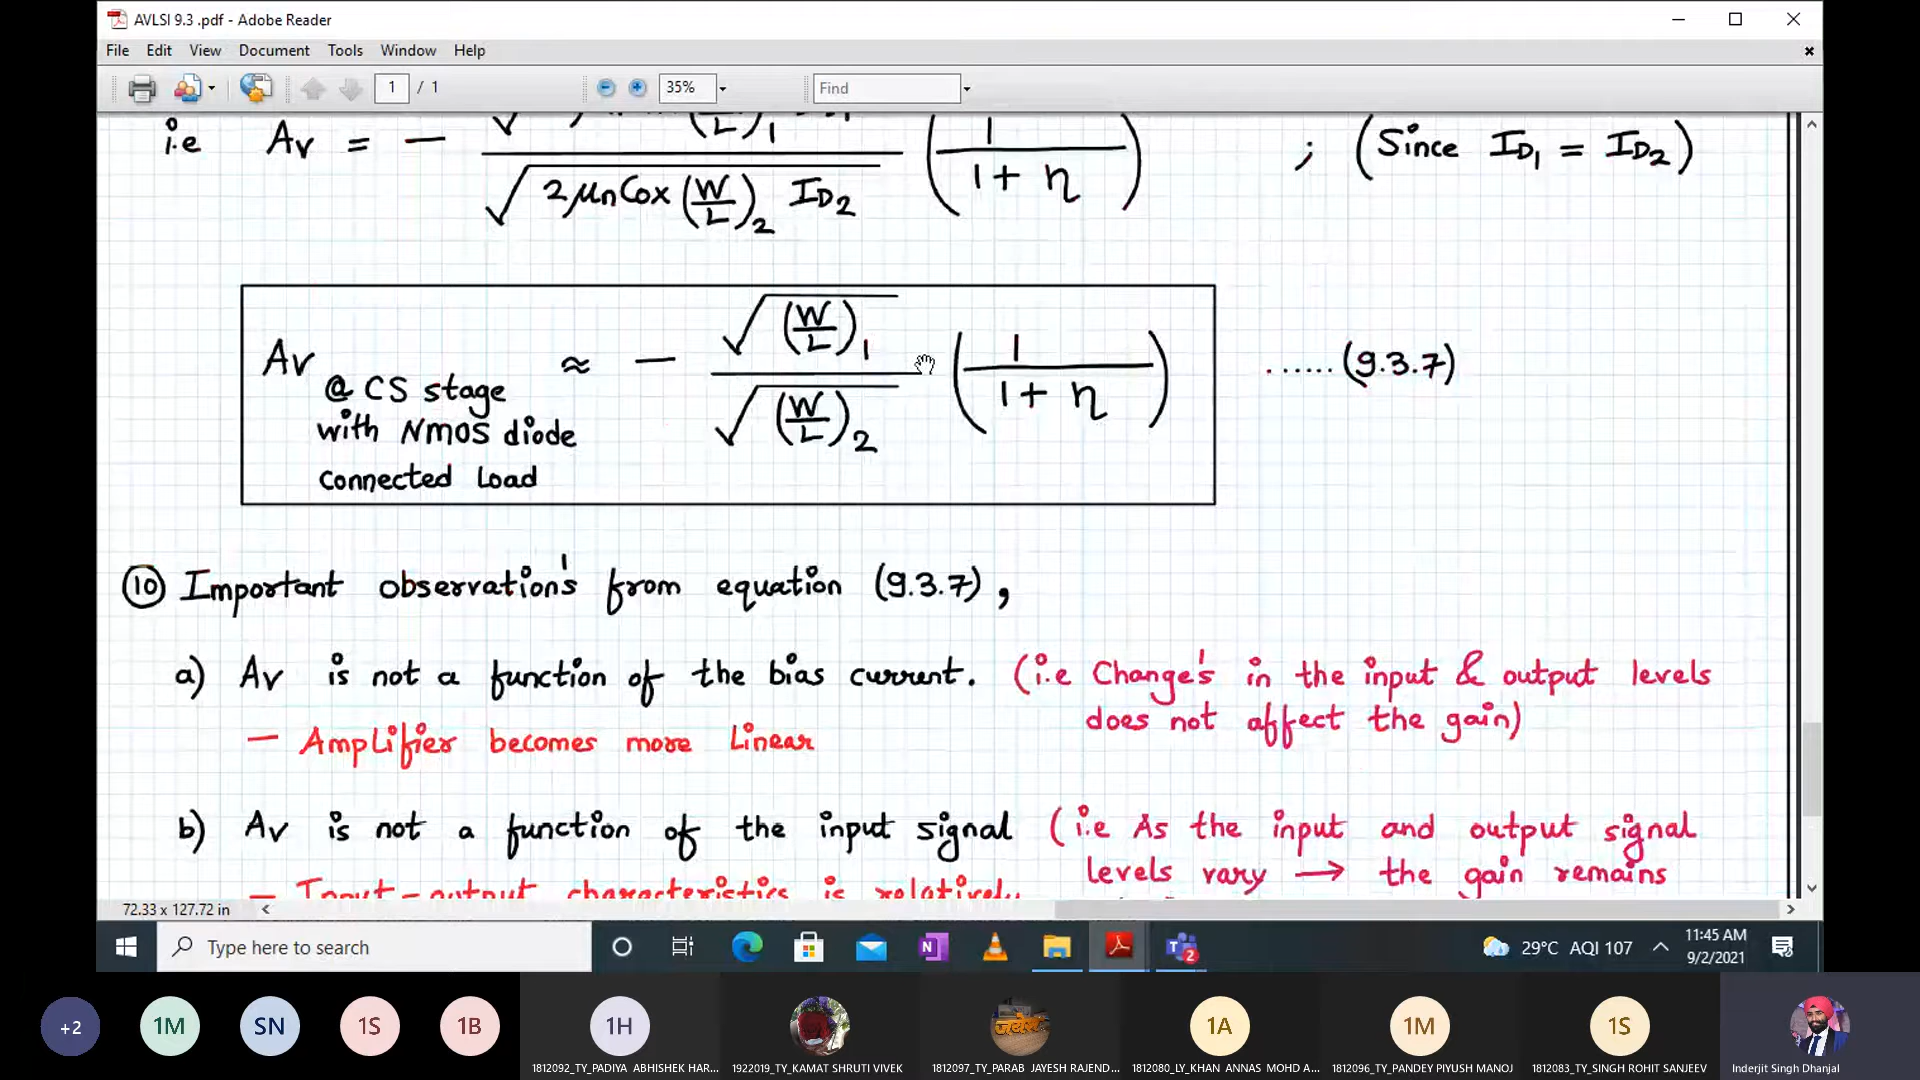 AVLSI 9.3 .pdf - Adobe Reader
File Edit View Document Tools Window Help
1 / 1 35% Find
i.e Av = - ( 1 / 1 + η ) ; (Since ID1 = ID2)
√ 2μnCox (W/L)2 ID2
Av @ CS stage with NMOS diode connected load ≈ - √(W/L)1 / √(W/L)2 ( 1 / 1 + η ) ......(9.3.7)
⑩ Important observation's from equation (9.3.7),
a) Av is not a function of the bias current. (i.e Change's in the input & output levels
does not affect the gain)
- Amplifier becomes more Linear
b) Av is not a function of the input signal (i.e As the input and output signal
levels vary → the gain remains
- Input-output characteristics is relatively
72.33 x 127.72 in
Type here to search
2
29°C AQI 107
11:45 AM
9/2/2021
+2 1M SN 1S 1B 1H 1A 1M 1S
1812092_TY_PADIYA ABHISHEK HAR... 1922019_TY_KAMAT SHRUTI VIVEK 1812097_TY_PARAB JAYESH RAJEND... 1812080_LY_KHAN ANNAS MOHD A... 1812096_TY_PANDEY PIYUSH MANOJ 1812083_TY_SINGH ROHIT SANJEEV Inderjit Singh Dhanjal